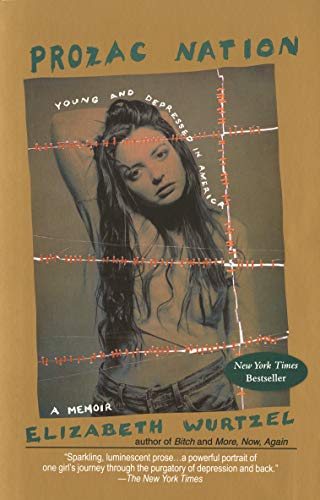 PROZAC NATION
YOUNG AND DEPRESSED IN AMERICA
New York Times
Bestseller
A MEMOIR
ELIZABETH WURTZEL
author of Bitch and More, Now, Again
"Sparkling, luminescent prose...a powerful portrait of
one girl's journey through the purgatory of depression and back."
—The New York Times